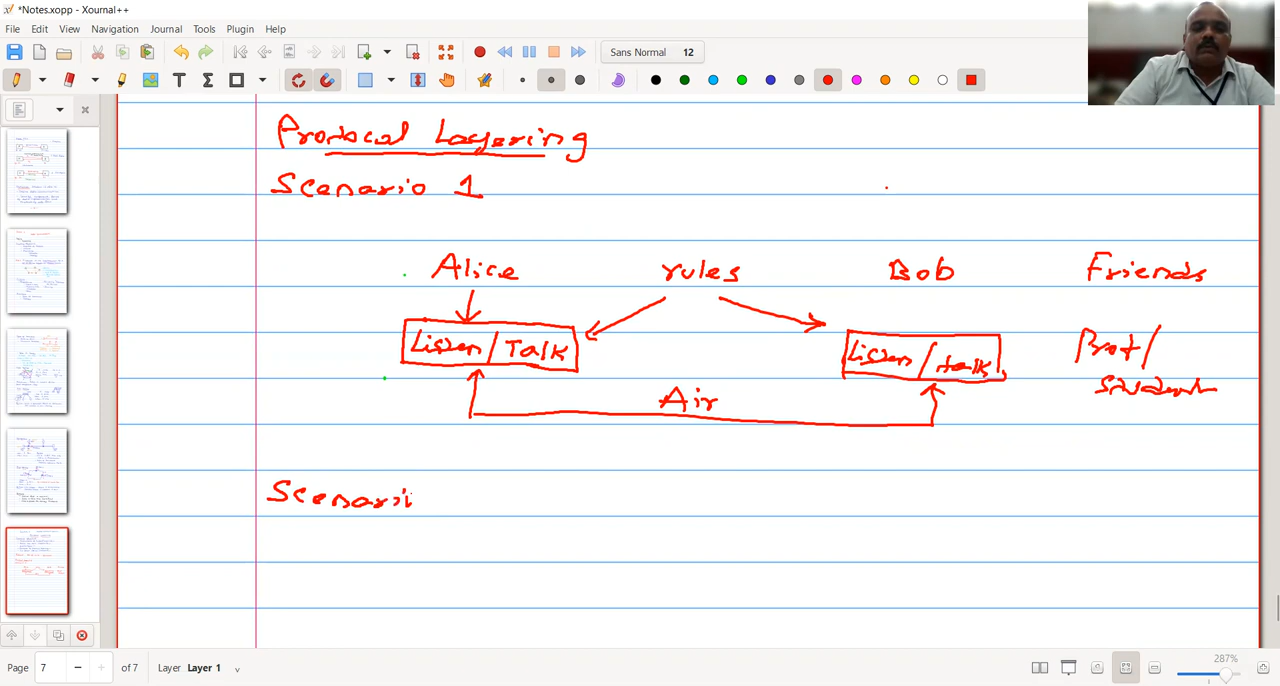 *Notes.xopp - Xournal++
File Edit View Navigation Journal Tools Plugin Help
Sans Normal 12
Protocol Layering
Scenario 1
Alice rules Bob Friends
Listen/Talk Listen/talk Prof/
Student
Air
Scenari
Page 7 of 7 Layer Layer 1 287%